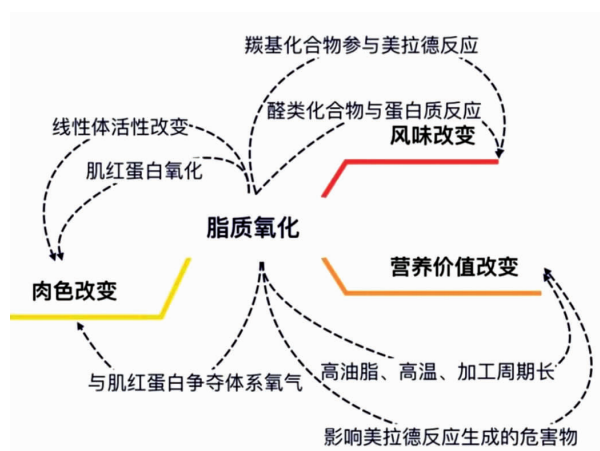 羰基化合物参与美拉德反应
醛类化合物与蛋白质反应
风味改变
线性体活性改变
肌红蛋白氧化
脂质氧化
营养价值改变
肉色改变
高油脂、高温、加工周期长
与肌红蛋白争夺体系氧气
影响美拉德反应生成的危害物